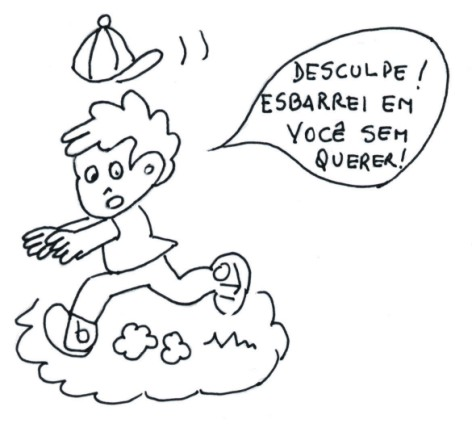 DESCULPE!
ESBARREI EM
VOCÊ SEM
QUERER!